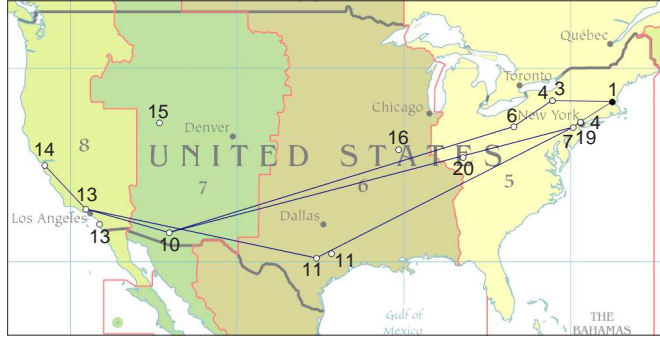 Québec
Toronto
4 3 1
Chicago
New York
15
6
4
7 19
Denver
16
8
UNITED STATES
14
20
7
6
5
13
Los Angeles
Dallas
13
10
11
11
Gulf of
Mexico
THE
BAHAMAS